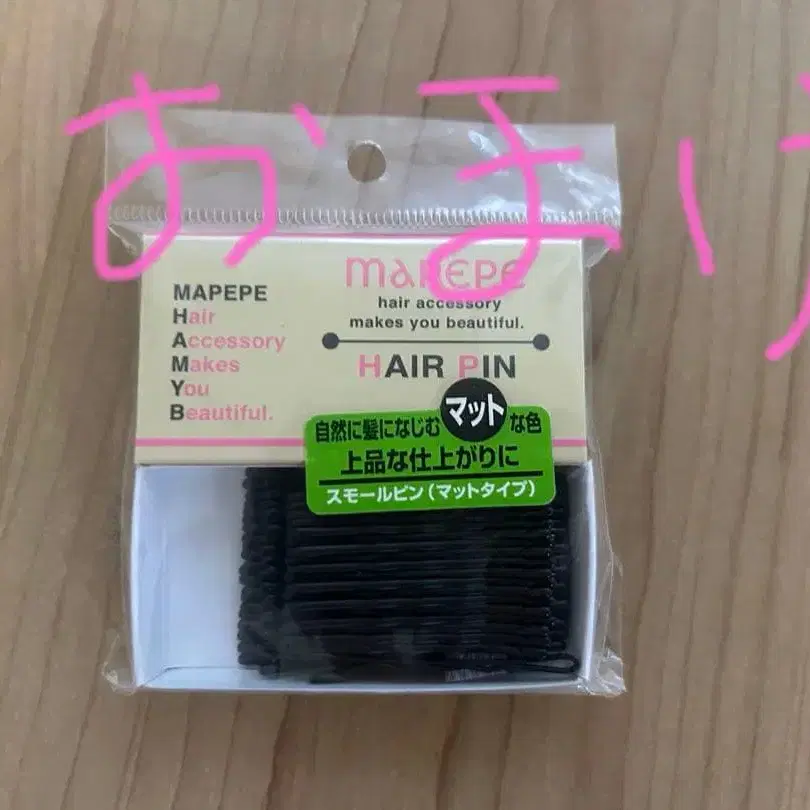 おまけ
MAPEPE
Hair
Accessory
Makes
You
Beautiful.
MAPEPE
hair accessory
makes you beautiful.
HAIR PIN
自然に髪になじむマットな色
上品な仕上がりに
スモールピン(マットタイプ)